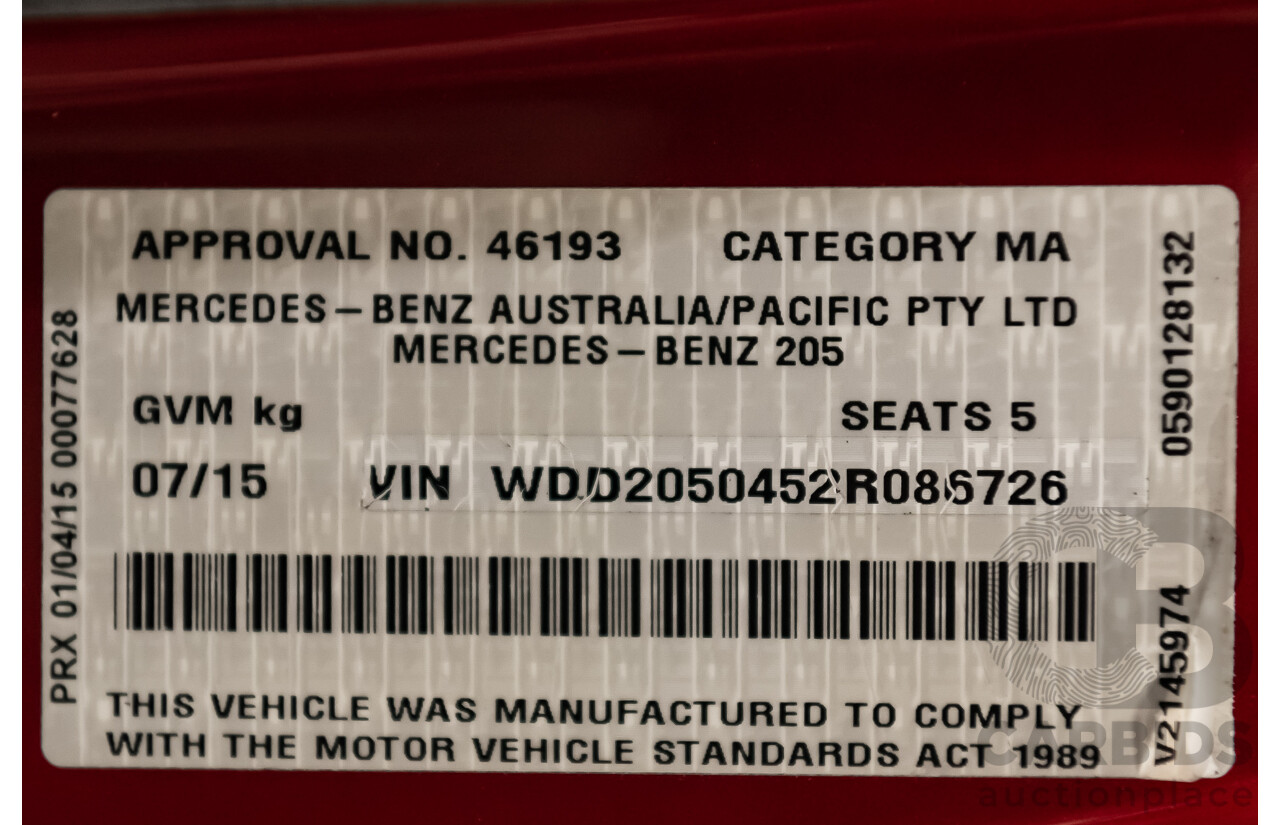 APPROVAL NO. 46193 CATEGORY MA
MERCEDES-BENZ AUSTRALIA/PACIFIC PTY LTD
MERCEDES-BENZ 205
GVM kg SEATS 5
07/15 VIN WDD2050452R086726
THIS VEHICLE WAS MANUFACTURED TO COMPLY
WITH THE MOTOR VEHICLE STANDARDS ACT 1989
PRX 01/04/15 00077628
0590128132
V2145974
CARBIDS
auctionplace